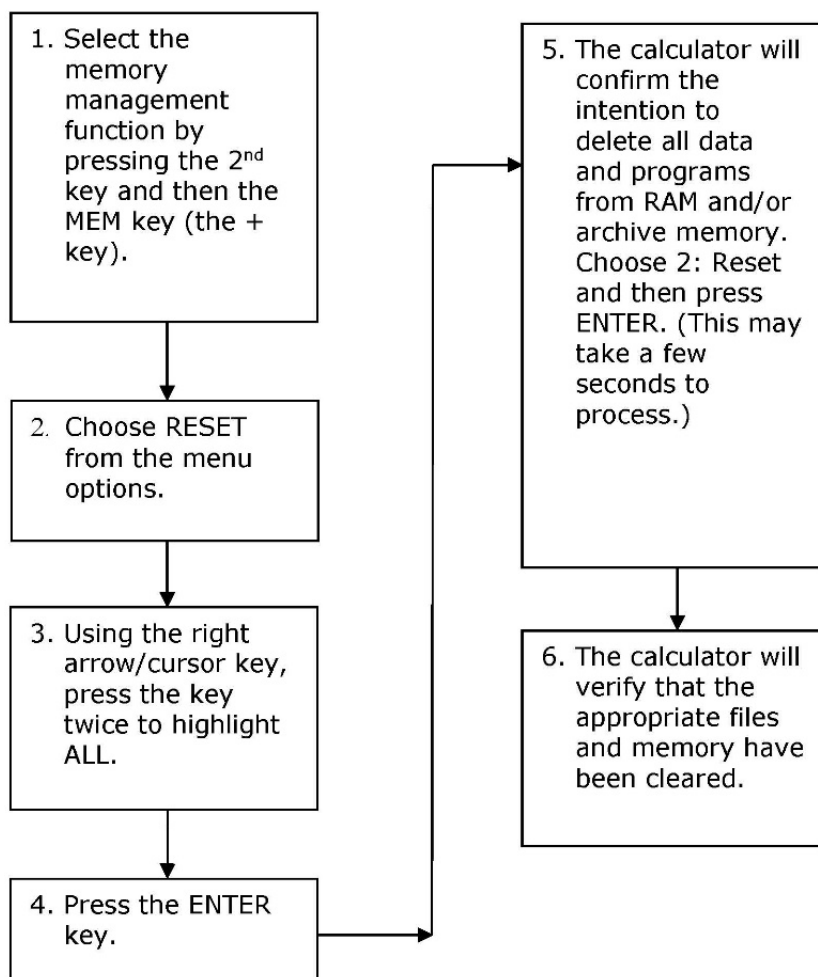 1. Select the
memory
management
function by
pressing the 2nd
key and then the
MEM key (the +
key).
2. Choose RESET
from the menu
options.
3. Using the right
arrow/cursor key,
press the key
twice to highlight
ALL.
4. Press the ENTER
key.
5. The calculator will
confirm the
intention to
delete all data
and programs
from RAM and/or
archive memory.
Choose 2: Reset
and then press
ENTER. (This may
take a few
seconds to
process.)
6. The calculator will
verify that the
appropriate files
and memory have
been cleared.